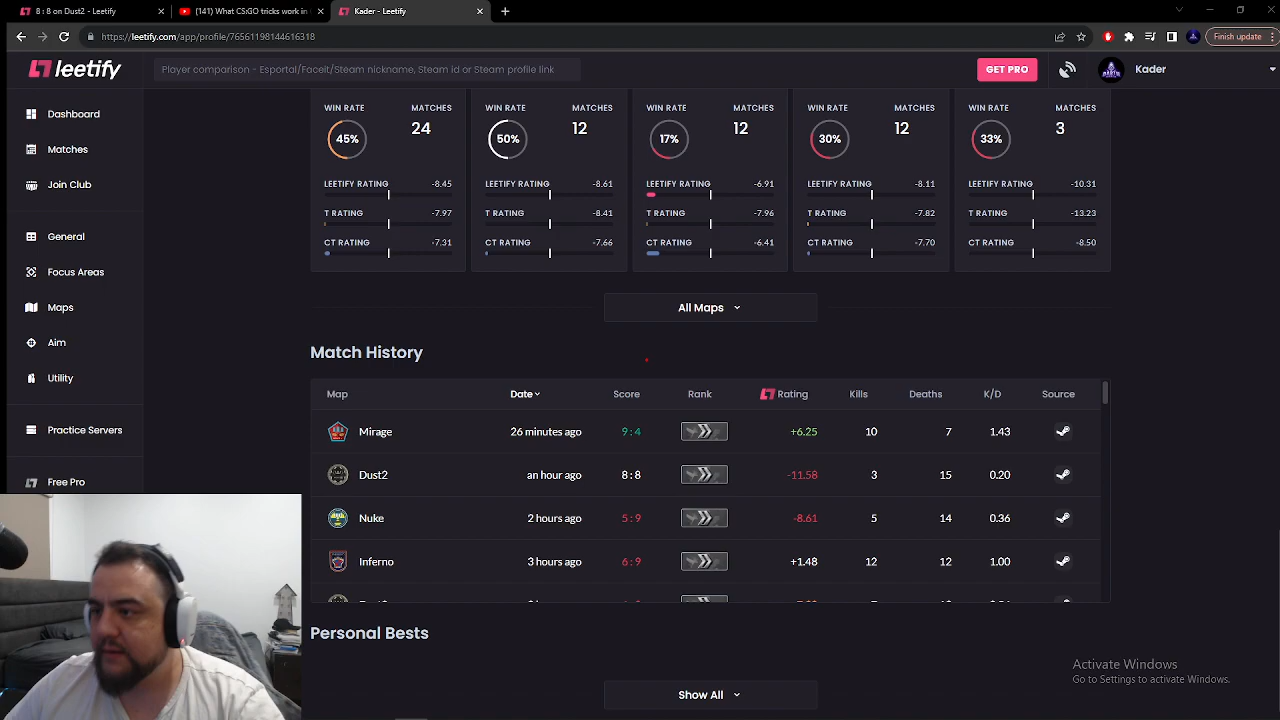 8 : 8 on Dust2 - Leetify
(141) What CS:GO tricks work in
Kader - Leetify
https://leetify.com/app/profile/76561198144616318
Finish update
leetify
Player comparison - Esportal/Faceit/Steam nickname, Steam id or Steam profile link
GET PRO
Kader
Dashboard
Matches
Join Club
General
Focus Areas
Maps
Aim
Utility
Practice Servers
Free Pro
WIN RATE MATCHES WIN RATE MATCHES WIN RATE MATCHES WIN RATE MATCHES WIN RATE MATCHES
45% 24 50% 12 17% 12 30% 12 33% 3
LEETIFY RATING -8.45 LEETIFY RATING -8.61 LEETIFY RATING -6.91 LEETIFY RATING -8.11 LEETIFY RATING -10.31
T RATING -7.97 T RATING -8.41 T RATING -7.96 T RATING -7.82 T RATING -13.23
CT RATING -7.31 CT RATING -7.66 CT RATING -6.41 CT RATING -7.70 CT RATING -8.50
All Maps
Match History
Map Date Score Rank Rating Kills Deaths K/D Source
Mirage 26 minutes ago 9 : 4 +6.25 10 7 1.43
Dust2 an hour ago 8 : 8 -11.58 3 15 0.20
Nuke 2 hours ago 5 : 9 -8.61 5 14 0.36
Inferno 3 hours ago 6 : 9 +1.48 12 12 1.00
Personal Bests
Show All
Activate Windows
Go to Settings to activate Windows.